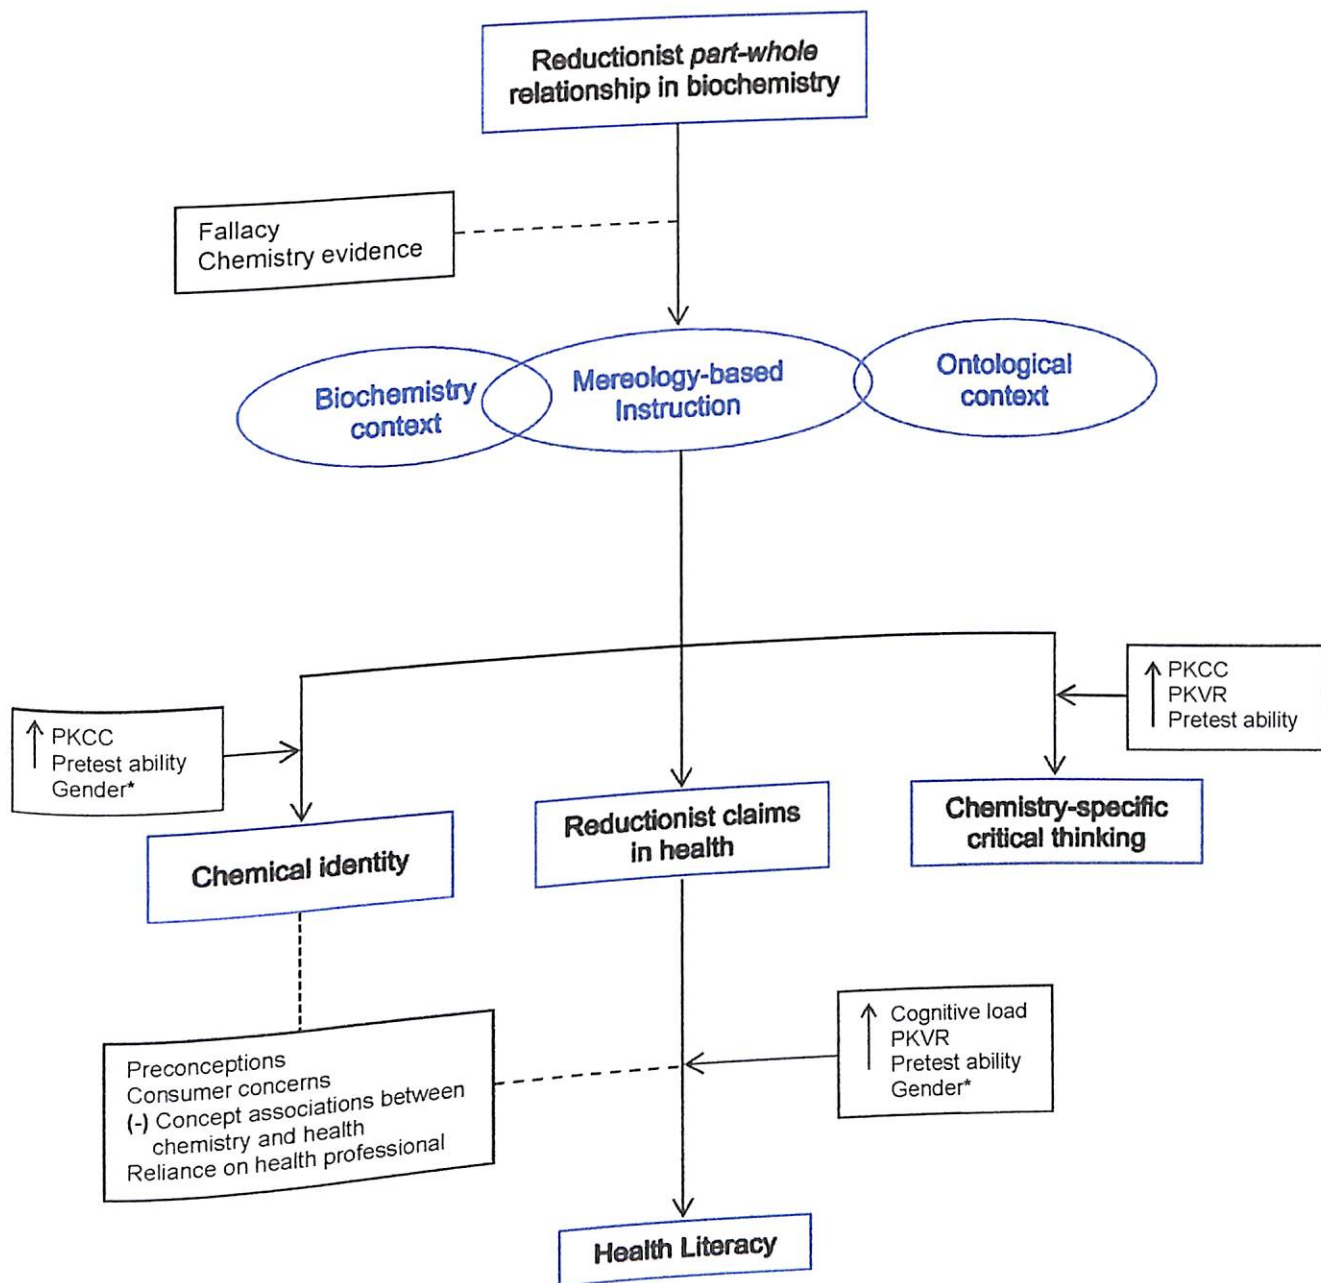 Reductionist part-whole
relationship in biochemistry
Fallacy
Chemistry evidence
Biochemistry
context
Mereology-based
Instruction
Ontological
context
PKCC
Pretest ability
Gender*
PKCC
PKVR
Pretest ability
Chemical identity
Reductionist claims
in health
Chemistry-specific
critical thinking
Preconceptions
Consumer concerns
(-) Concept associations between
chemistry and health
Reliance on health professional
Cognitive load
PKVR
Pretest ability
Gender*
Health Literacy